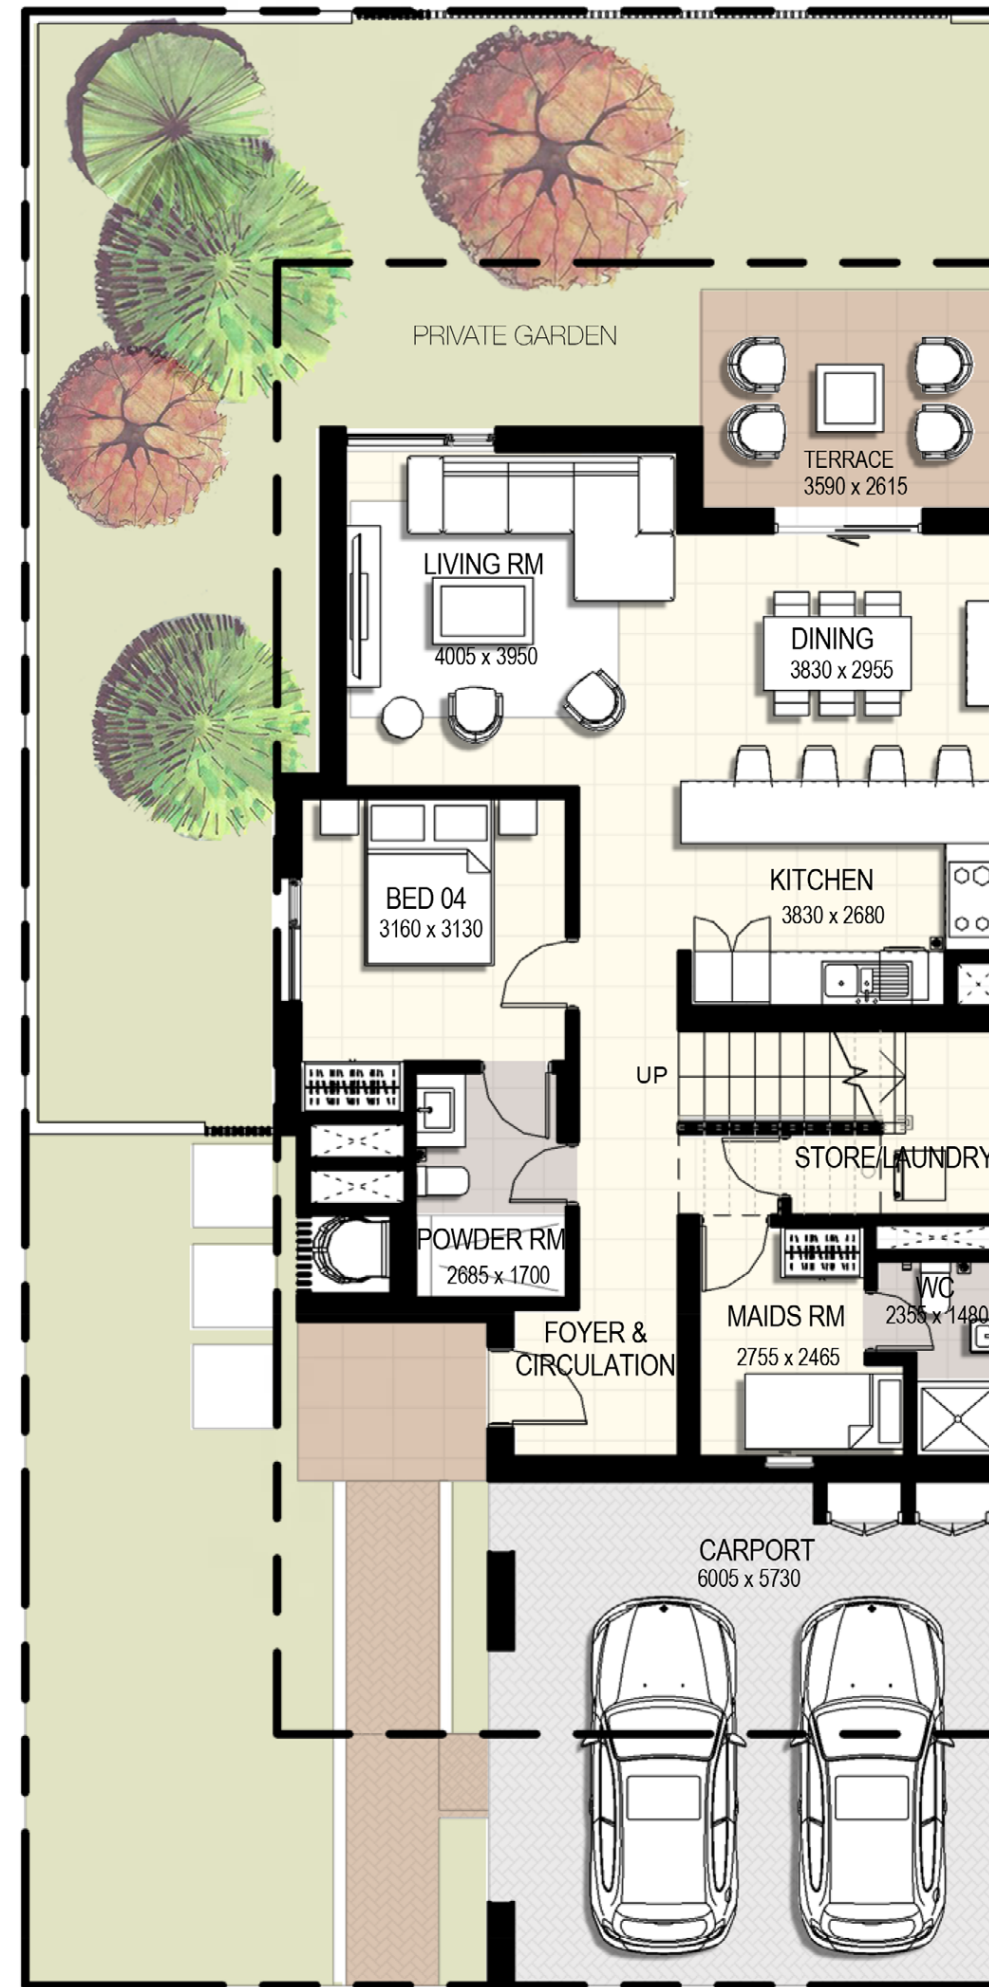 PRIVATE GARDEN
TERRACE
3590 x 2615
LIVING RM
4005 x 3950
DINING
3830 x 2955
KITCHEN
3830 x 2680
BED 04
3160 x 3130
UP
STORE/LAUNDRY
POWDER RM
2685 x 1700
FOYER &
CIRCULATION
MAIDS RM
2755 x 2465
WC
2355 x 1480
CARPORT
6005 x 5730